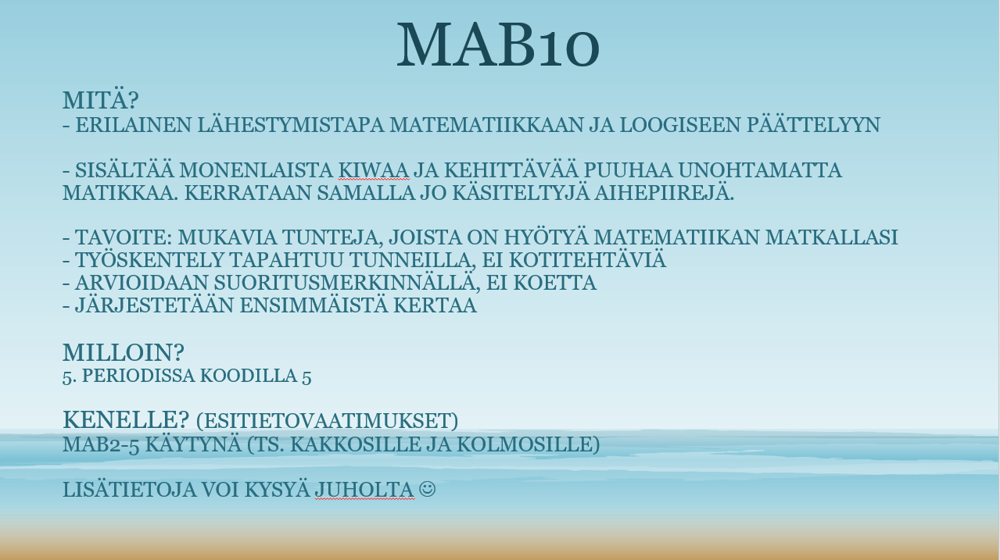 MAB10
MITÄ?
- ERILAINEN LÄHESTYMISTAPA MATEMATIIKKAAN JA LOOGISEEN PÄÄTTELYYN
- SISÄLTÄÄ MONENLAISTA KIWAA JA KEHITTÄVÄÄ PUUHAA UNOHTAMATTA
MATIKKAA. KERRATAAN SAMALLA JO KÄSITELTYJÄ AIHEPIIREJÄ.
- TAVOITE: MUKAVIA TUNTEJA, JOISTA ON HYÖTYÄ MATEMATIIKAN MATKALLASI
- TYÖSKENTELY TAPAHTUU TUNNEILLA, EI KOTITEHTÄVIÄ
- ARVIOIDAAN SUORITUSMERKINNÄLLÄ, EI KOETTA
- JÄRJESTETÄÄN ENSIMMÄISTÄ KERTAA
MILLOIN?
5. PERIODISSA KOODILLA 5
KENELLE? (ESITIETOVAATIMUKSET)
MAB2-5 KÄYTYNÄ (TS. KAKKOSILLE JA KOLMOSILLE)
LISÄTIETOJA VOI KYSYÄ JUHOLTA ☺